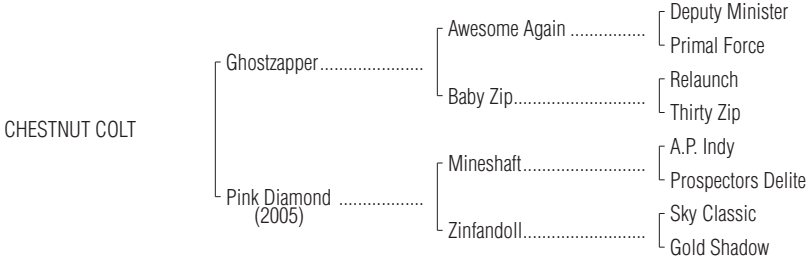 Deputy Minister
Awesome Again ................
Primal Force
Ghostzapper......................
Relaunch
Baby Zip............................
Thirty Zip
CHESTNUT COLT
A.P. Indy
Mineshaft..........................
Prospectors Delite
Pink Diamond ..................
(2005)
Sky Classic
Zinfandoll..........................
Gold Shadow